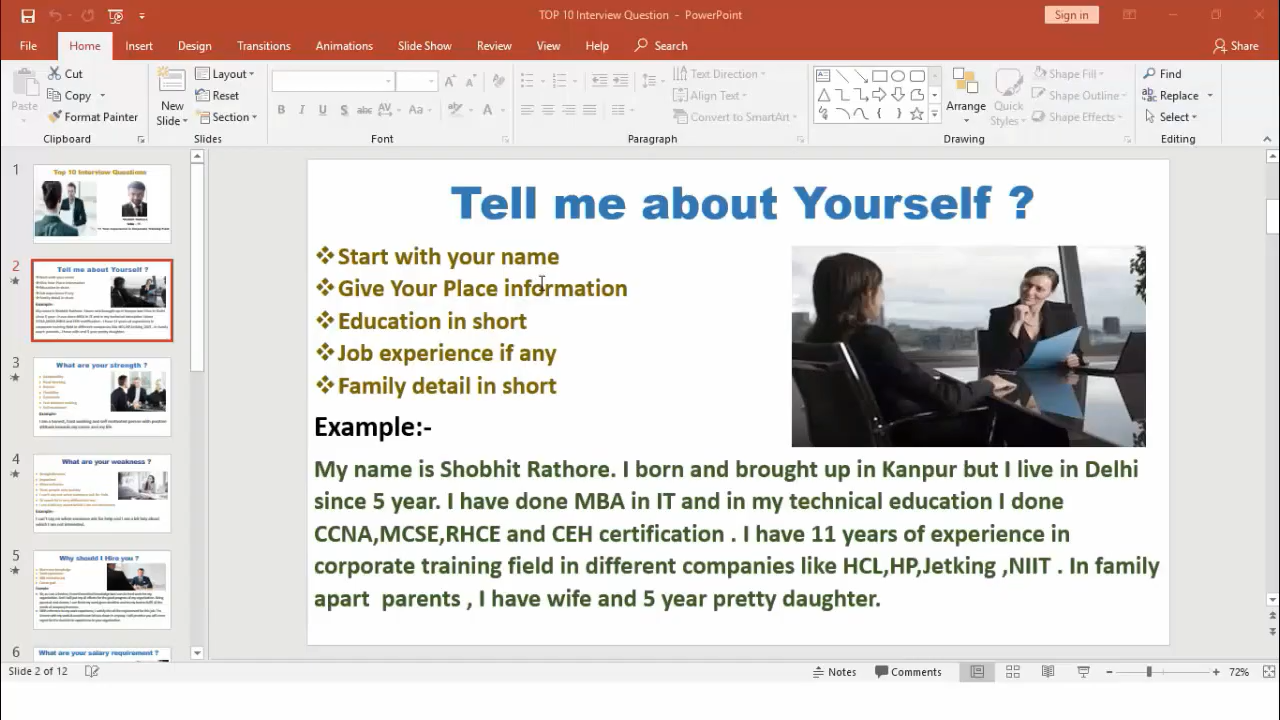 TOP 10 Interview Question - PowerPoint
Sign in
File Home Insert Design Transitions Animations Slide Show Review View Help Search Share
Cut Layout Text Direction Shape Fill Find
Paste Copy New Slide Reset Align Text Arrange Quick Styles Shape Outline Replace
Format Painter Section Convert to SmartArt Shape Effects Select
Clipboard Slides Font Paragraph Drawing Editing
1
Top 10 Interview Questions
2
Tell me about Yourself ?
3
What are your strength ?
4
What are your weakness ?
5
Why should I Hire you ?
6
What are your salary requirement ?
Tell me about Yourself ?
Start with your name
Give Your Place information
Education in short
Job experience if any
Family detail in short
Example:-
My name is Shobhit Rathore. I born and bought up in Kanpur but I live in Delhi
since 5 year. I have done MBA in IT and in my technical education I done
CCNA,MCSE,RHCE and CEH certification . I have 11 years of experience in
corporate training field in different companies like HCL,HP,Jetking ,NIIT . In family
apart parents ,I have wife and 5 year pretty daughter.
Slide 2 of 12
Notes Comments 72%